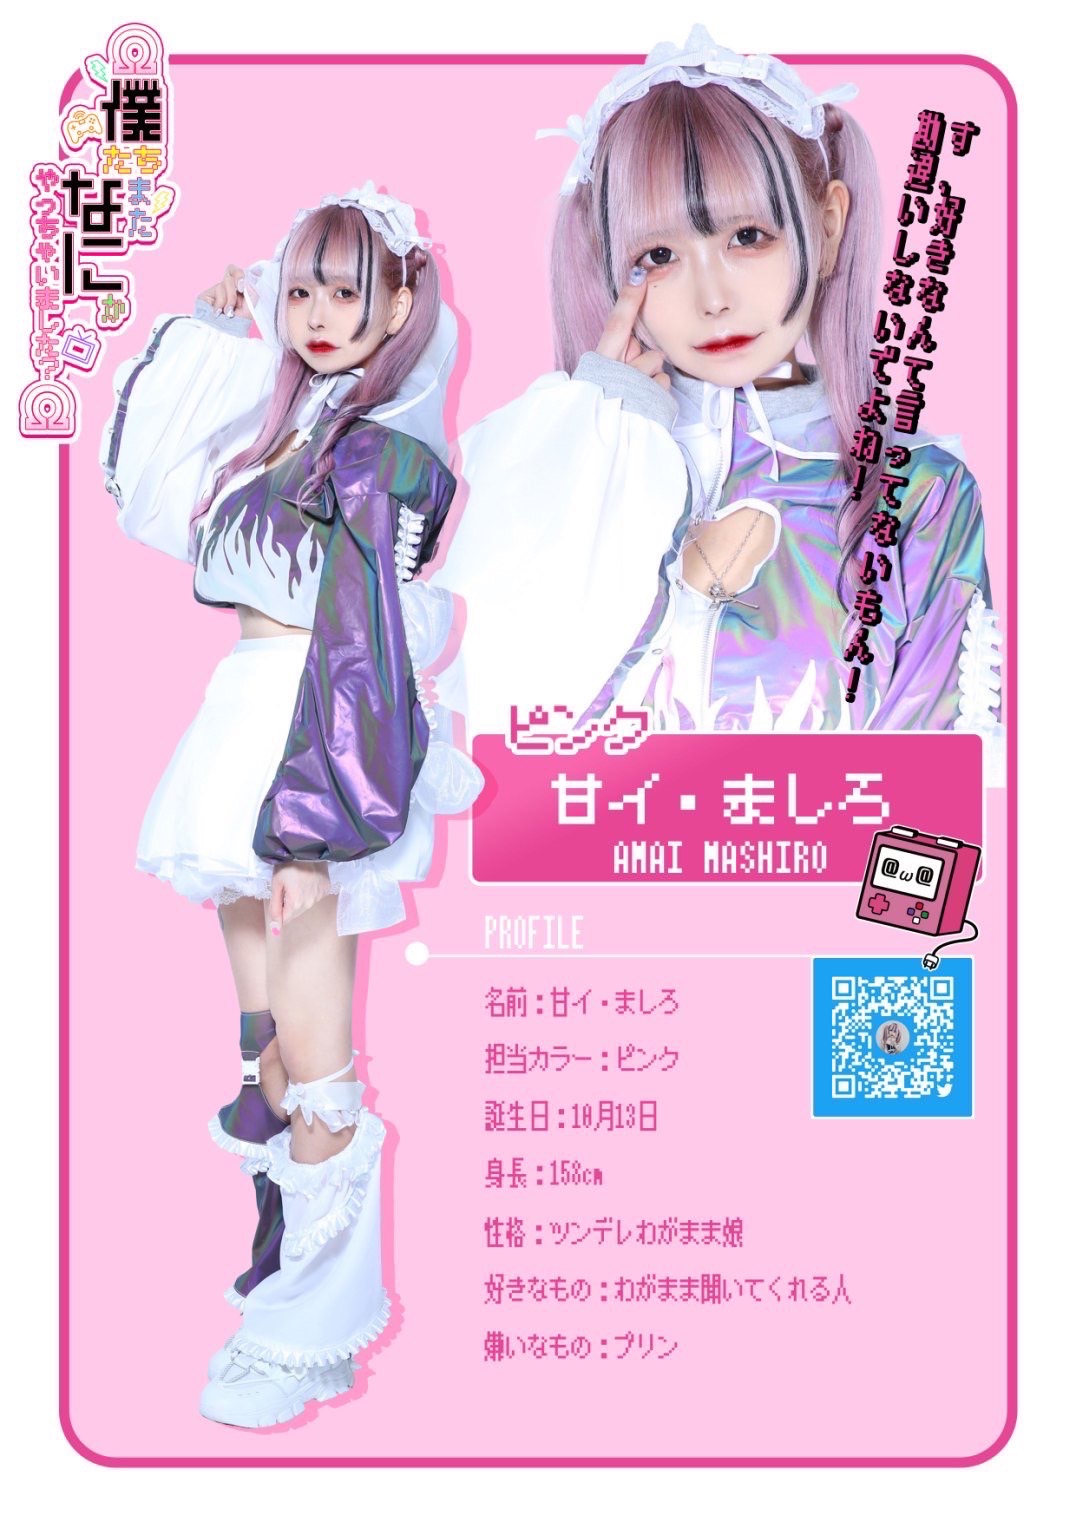 僕たち
また
なにか
やっちゃいました?
す、好きなんて言ってないもん!
勘違いしないでよね!
ピンク
甘イ・ましろ
AMAI MASHIRO
@ω@
PROFILE
名前:甘イ・ましろ
担当カラー:ピンク
誕生日:10月13日
身長:158cm
性格:ツンデレわがまま娘
好きなもの:わがまま聞いてくれる人
嫌いなもの:プリン